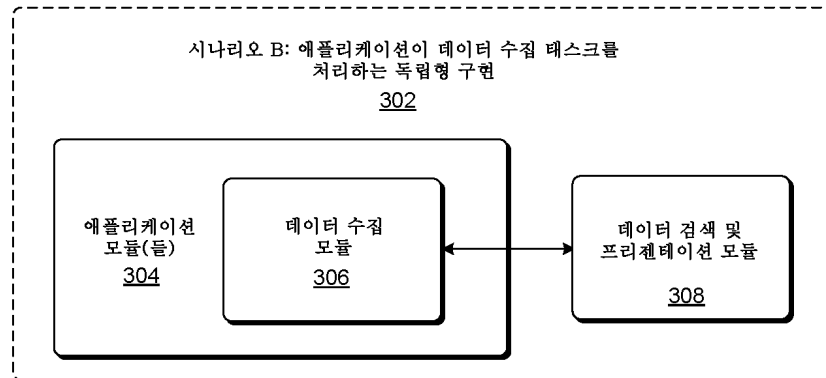 시나리오 B: 애플리케이션이 데이터 수집 태스크를
처리하는 독립형 구현
302
애플리케이션
모듈(들)
304
데이터 수집
모듈
306
데이터 검색 및
프리젠테이션 모듈
308